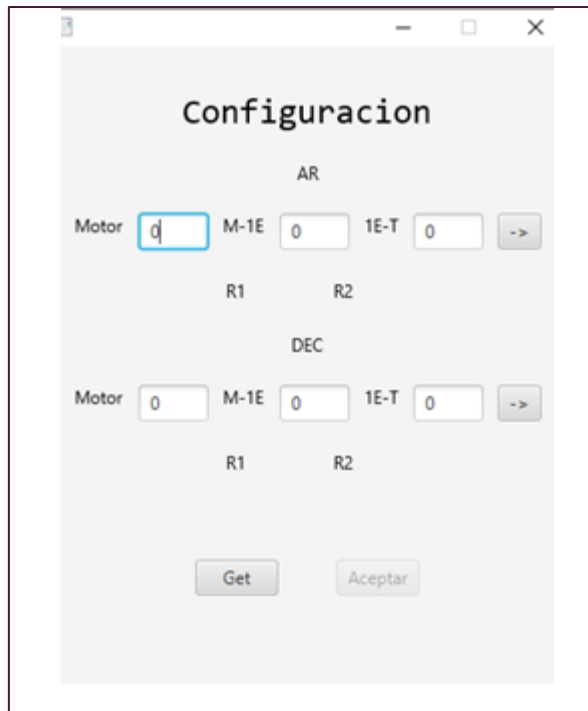 Configuracion
AR
Motor 0 M-1E 0 1E-T 0 ->
R1 R2
DEC
Motor 0 M-1E 0 1E-T 0 ->
R1 R2
Get Aceptar